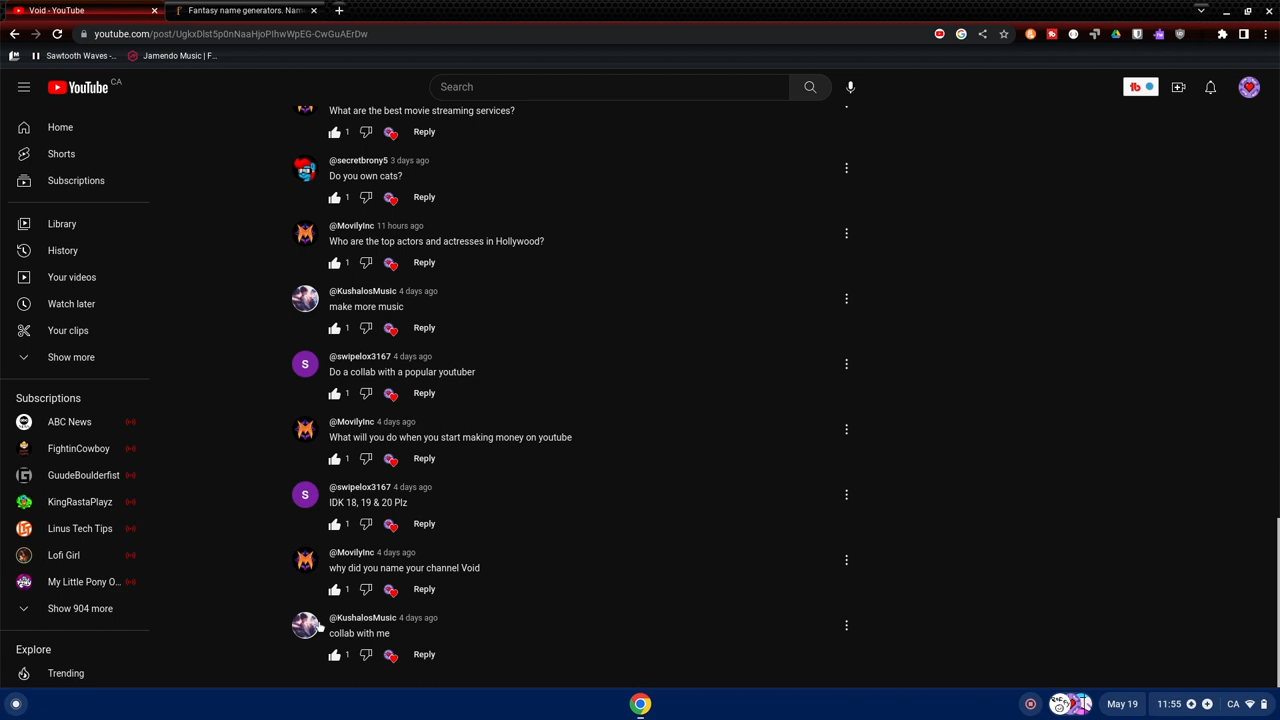 Void - YouTube
Fantasy name generators. Nam
youtube.com/post/UgkxDlst5p0nNaaHjoPIhwWpEG-CwGuAErDw
Sawtooth Waves -...
Jamendo Music | F...
YouTube CA
Search
Home
Shorts
Subscriptions
Library
History
Your videos
Watch later
Your clips
Show more
Subscriptions
ABC News
FightinCowboy
GuudeBoulderfist
KingRastaPlayz
Linus Tech Tips
Lofi Girl
My Little Pony O...
Show 904 more
Explore
Trending
What are the best movie streaming services?
1 Reply
@secretbrony5 3 days ago
Do you own cats?
1 Reply
@MovilyInc 11 hours ago
Who are the top actors and actresses in Hollywood?
1 Reply
@KushalosMusic 4 days ago
make more music
1 Reply
S
@swipelox3167 4 days ago
Do a collab with a popular youtuber
1 Reply
@MovilyInc 4 days ago
What will you do when you start making money on youtube
1 Reply
S
@swipelox3167 4 days ago
IDK 18, 19 & 20 Plz
1 Reply
@MovilyInc 4 days ago
why did you name your channel Void
1 Reply
@KushalosMusic 4 days ago
collab with me
1 Reply
May 19
11:55
CA